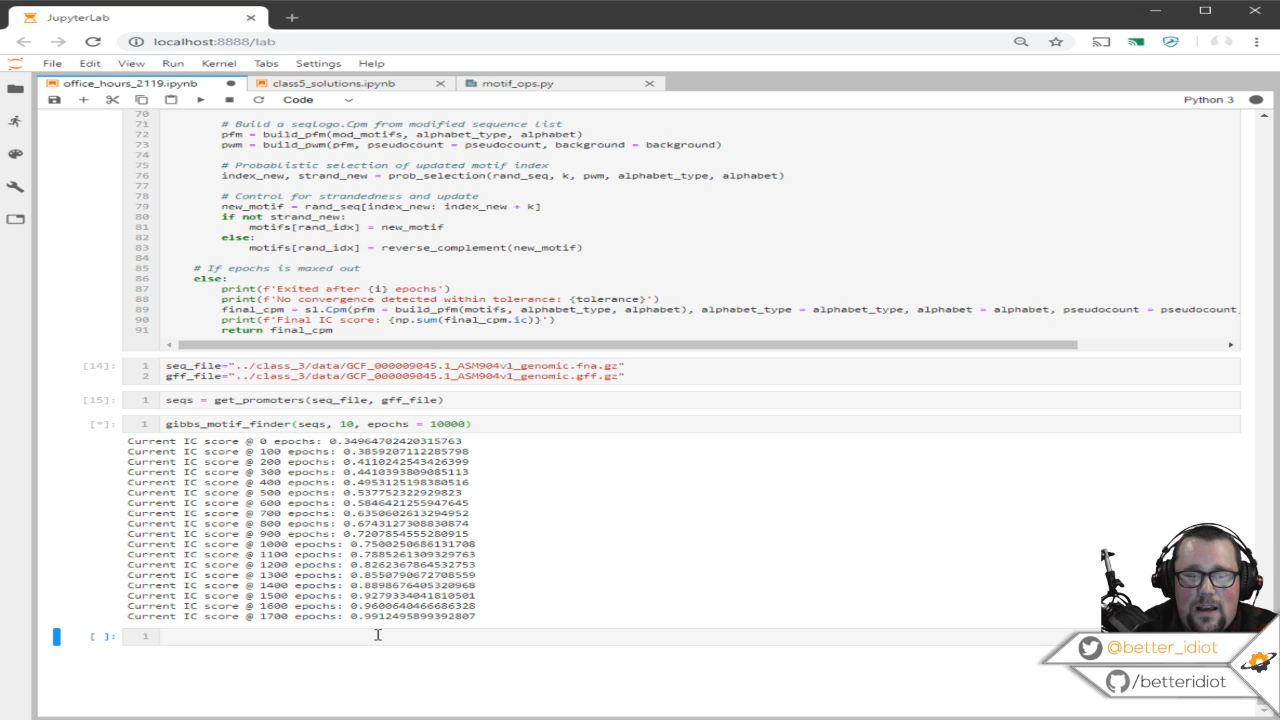 JupyterLab
localhost:8888/lab
File Edit View Run Kernel Tabs Settings Help
office_hours_2119.ipynb class5_solutions.ipynb motif_ops.py
Code Python 3
70
71 # Build a seqlogo.Cpm from modified sequence list
72 pfm = build_pfm(mod_motifs, alphabet_type, alphabet)
73 pwm = build_pwm(pfm, pseudocount = pseudocount, background = background)
74
75 # Probablistic selection of updated motif index
76 index_new, strand_new = prob_selection(rand_seq, k, pwm, alphabet_type, alphabet)
77
78 # Control for strandedness and update
79 new_motif = rand_seq[index_new: index_new + k]
80 if not strand_new:
81 motifs[rand_idx] = new_motif
82 else:
83 motifs[rand_idx] = reverse_complement(new_motif)
84
85 # If epochs is maxed out
86 else:
87 print(f'Exited after {i} epochs')
88 print(f'No convergence detected within tolerance: {tolerance}')
89 final_cpm = sl.Cpm(pfm = build_pfm(motifs, alphabet_type, alphabet), alphabet_type = alphabet_type, alphabet = alphabet, pseudocount = pseudocount,
90 print(f'Final IC score: {np.sum(final_cpm.ic)}')
91 return final_cpm
[14]: 1 seq_file="../class_3/data/GCF_000009045.1_ASM904v1_genomic.fna.gz"
2 gff_file="../class_3/data/GCF_000009045.1_ASM904v1_genomic.gff.gz"
[15]: 1 seqs = get_promoters(seq_file, gff_file)
[*]: 1 gibbs_motif_finder(seqs, 10, epochs = 10000)
Current IC score @ 0 epochs: 0.34964702420315763
Current IC score @ 100 epochs: 0.3859207112285798
Current IC score @ 200 epochs: 0.4110242543426399
Current IC score @ 300 epochs: 0.4410393809085113
Current IC score @ 400 epochs: 0.4953125198380516
Current IC score @ 500 epochs: 0.537752322929823
Current IC score @ 600 epochs: 0.5846421255947645
Current IC score @ 700 epochs: 0.6350602613294952
Current IC score @ 800 epochs: 0.6743127308830874
Current IC score @ 900 epochs: 0.7207854555280915
Current IC score @ 1000 epochs: 0.7500250686131708
Current IC score @ 1100 epochs: 0.7885261309329763
Current IC score @ 1200 epochs: 0.8262367864532753
Current IC score @ 1300 epochs: 0.8550790672708559
Current IC score @ 1400 epochs: 0.8898676405320968
Current IC score @ 1500 epochs: 0.9279334041810501
Current IC score @ 1600 epochs: 0.9600640466686328
Current IC score @ 1700 epochs: 0.9912495899392807
[ ]: 1
@better_idiot
/betteridiot